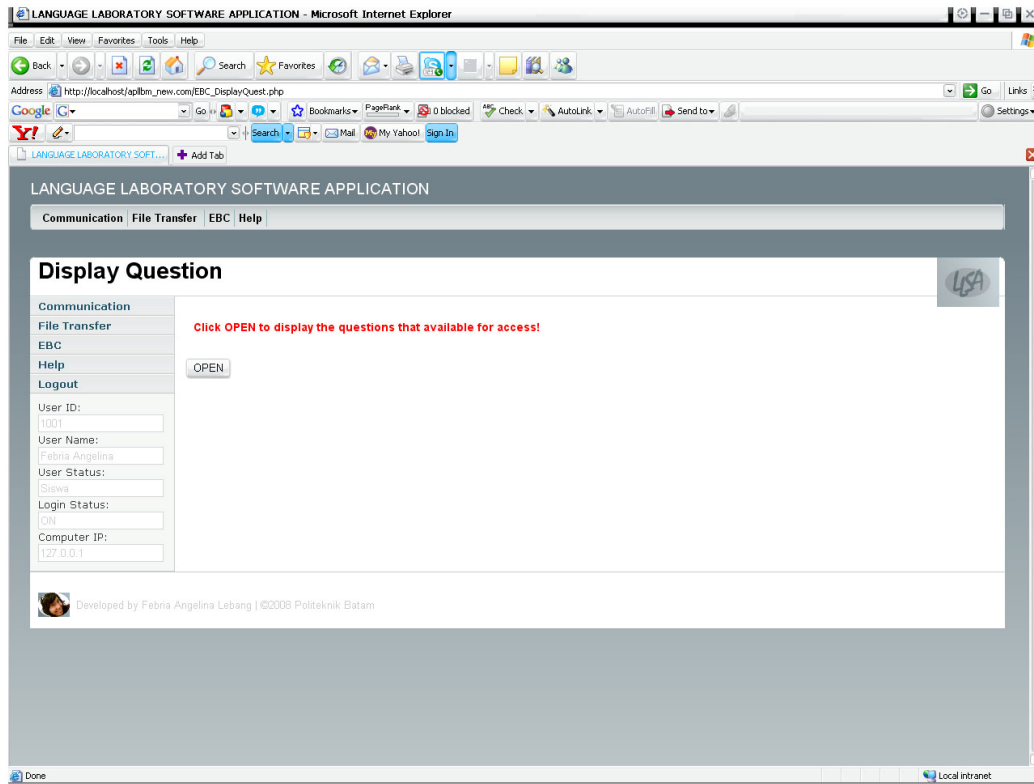 LANGUAGE LABORATORY SOFTWARE APPLICATION - Microsoft Internet Explorer
File Edit View Favorites Tools Help
Back Search Favorites
Address http://localhost/apllbm_new.com/EBC_DisplayQuest.php Go Links
Google G Go Bookmarks PageRank 0 blocked ABC Check AutoLink AutoFill Send to Settings
Y! Search Mail My My Yahoo! Sign In
LANGUAGE LABORATORY SOFT... Add Tab
LANGUAGE LABORATORY SOFTWARE APPLICATION
Communication File Transfer EBC Help
Display Question
LLSA
Communication
File Transfer
EBC
Help
Logout
Click OPEN to display the questions that available for access!
OPEN
User ID:
1001
User Name:
Febria Angelina
User Status:
Siswa
Login Status:
ON
Computer IP:
127.0.0.1
Developed by Febria Angelina Lebang | ©2008 Politeknik Batam
Done Local intranet